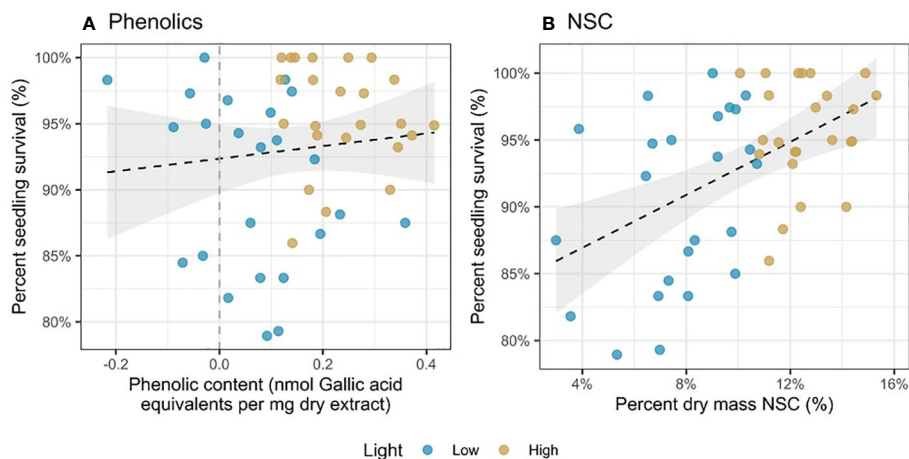 A Phenolics
Percent seedling survival (%)
100%
95%
90%
85%
80%
-0.2 0.0 0.2 0.4
Phenolic content (nmol Gallic acid
equivalents per mg dry extract)
B NSC
Percent seedling survival (%)
100%
95%
90%
85%
80%
4% 8% 12% 16%
Percent dry mass NSC (%)
Light Low High